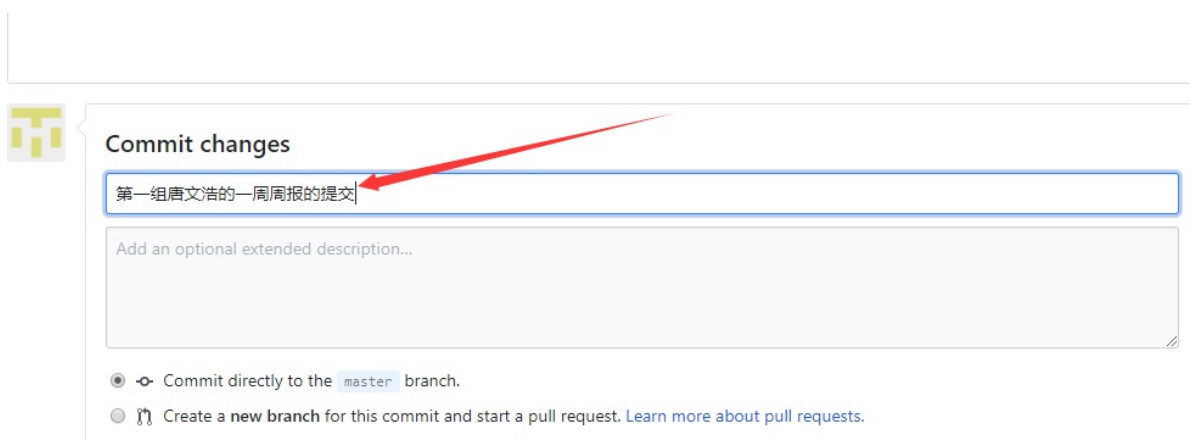 Commit changes
第一组唐文浩的一周周报的提交
Add an optional extended description...
Commit directly to the master branch.
Create a new branch for this commit and start a pull request. Learn more about pull requests.